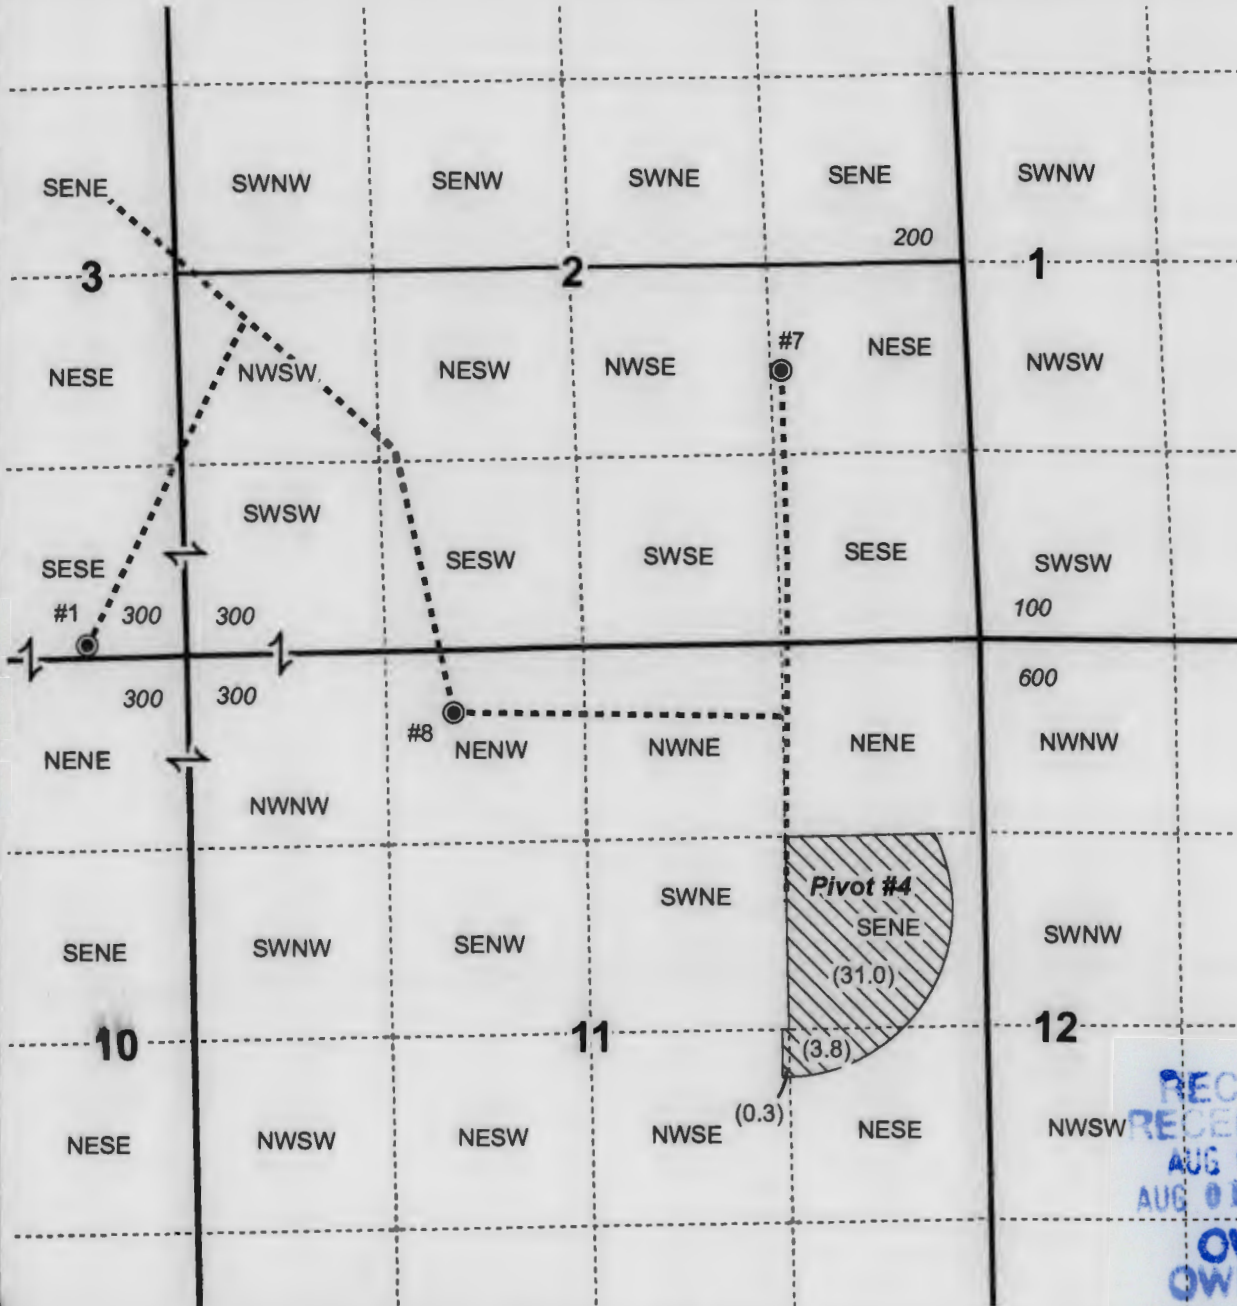 SENE SWNW SENW SWNE SENE SWNW
200
3 2 1
#7
NESE NWSW NESW NWSE NESE NWSW
SWSW
SESE SESW SWSE SESE SWSW
#1 300 300 100
300 300 600
#8
NENE NENW NWNE NENE NWNW
NWNW
Pivot #4
SWNE
SENE
SENE SWNW SENW SWNW
(31.0)
10 11 12
(3.8)
(0.3)
NESE NWSW NESW NWSE NESE NWSW
AUG
AUG